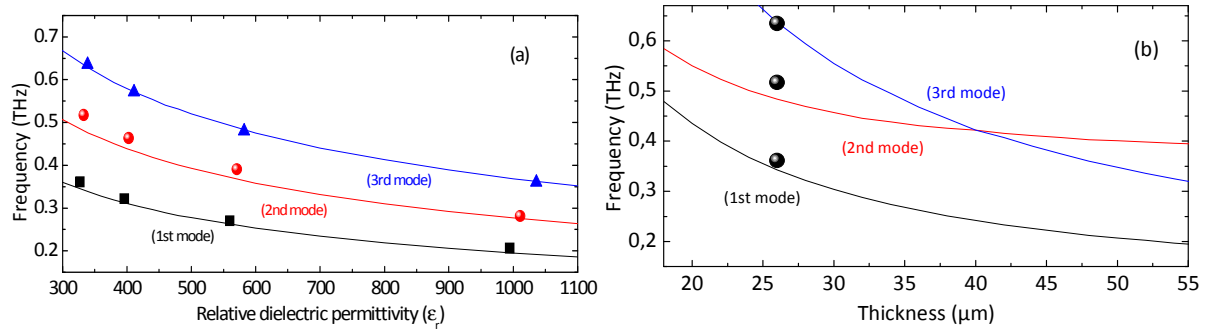 (a)
0.7
0.6
0.5
0.4
0.3
0.2
Frequency (THz)
(3rd mode)
(2nd mode)
(1st mode)
300 400 500 600 700 800 900 1000 1100
Relative dielectric permittivity (εr)
(b)
0,6
0,5
0,4
0,3
0,2
Frequency (THz)
(3rd mode)
(2nd mode)
(1st mode)
20 25 30 35 40 45 50 55
Thickness (µm)